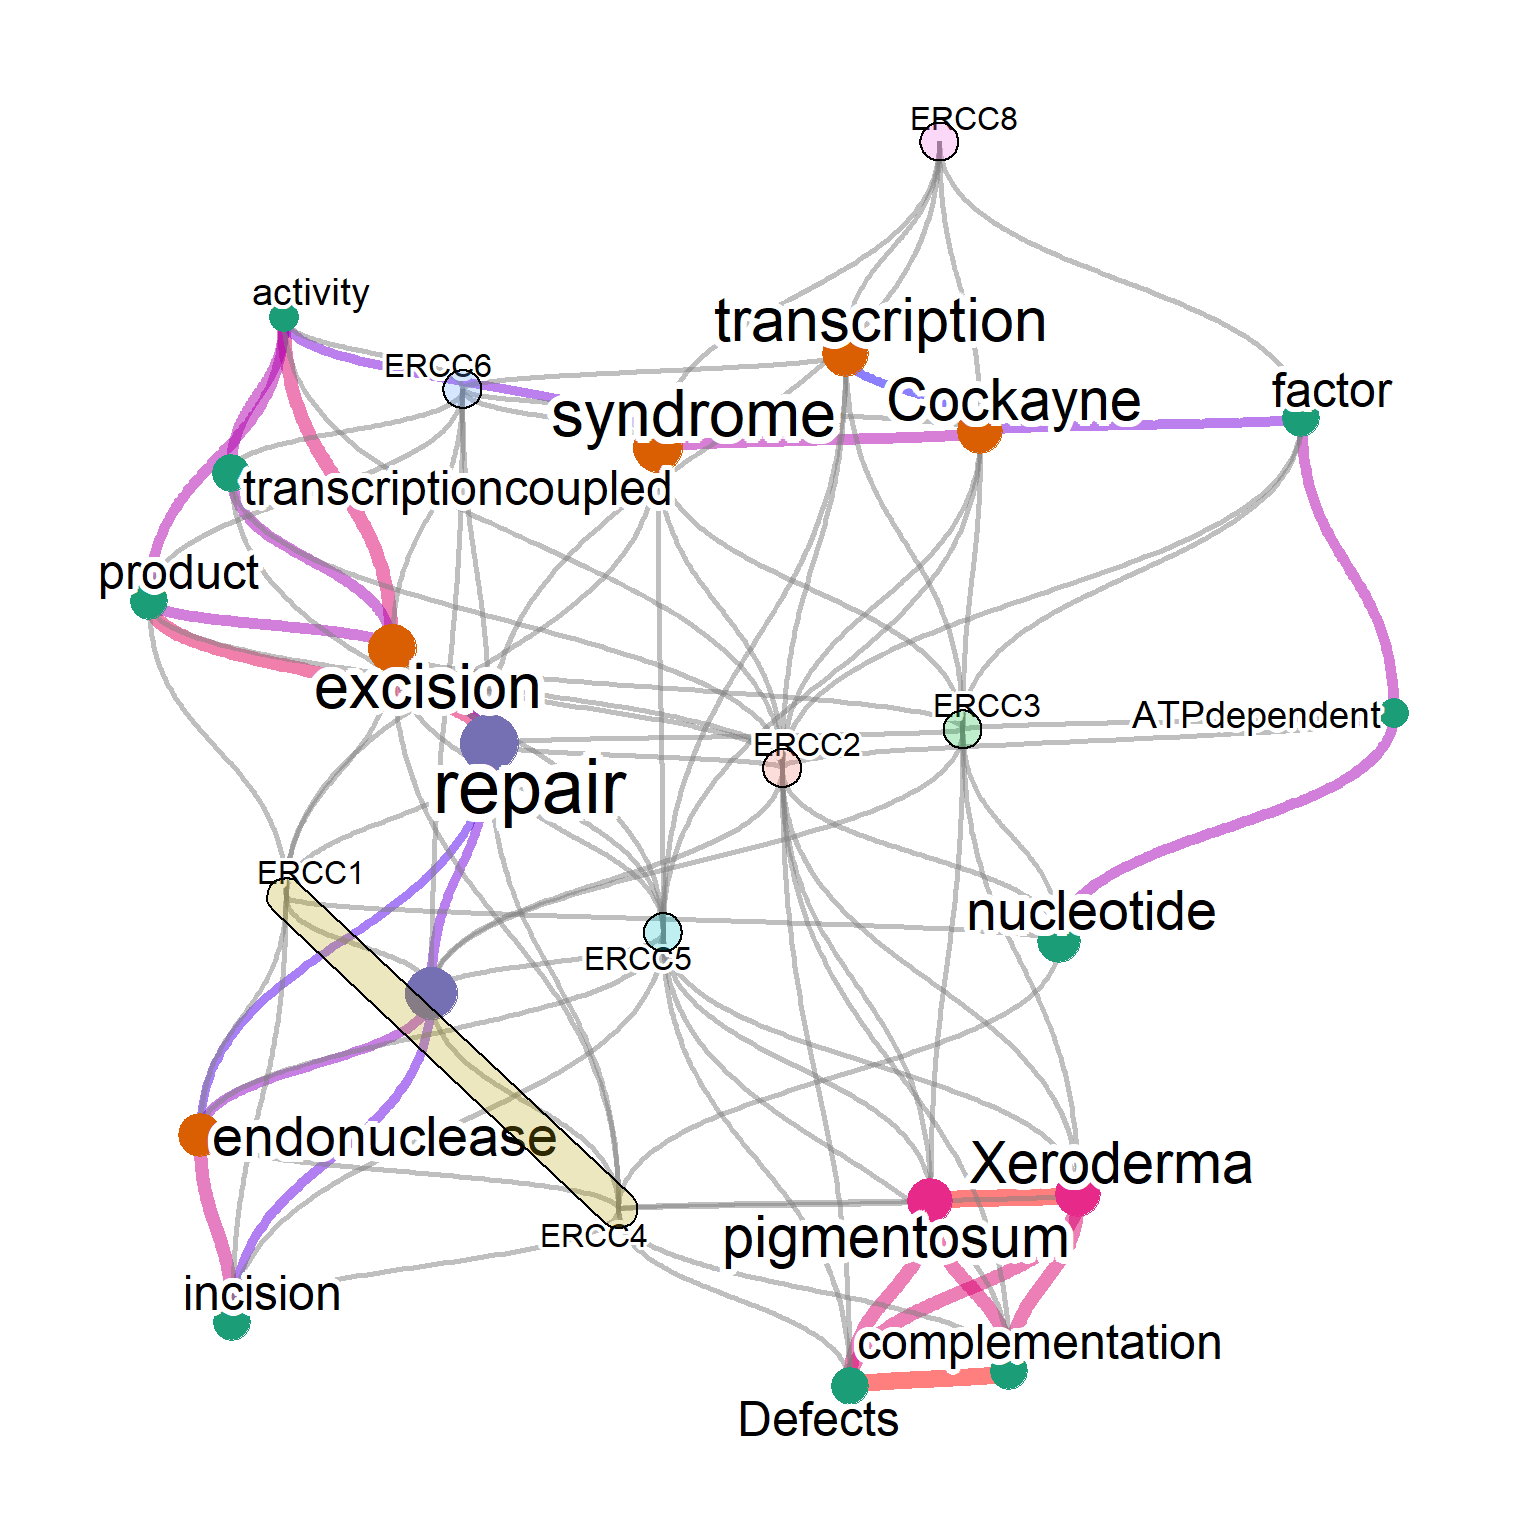 ERCC8
activity
transcription
ERCC6
factor
Cockayne
syndrome
transcriptioncoupled
product
excision
ERCC3
ATPdependent
ERCC2
repair
ERCC1
nucleotide
ERCC5
endonuclease
Xeroderma
ERCC4
pigmentosum
incision
complementation
Defects